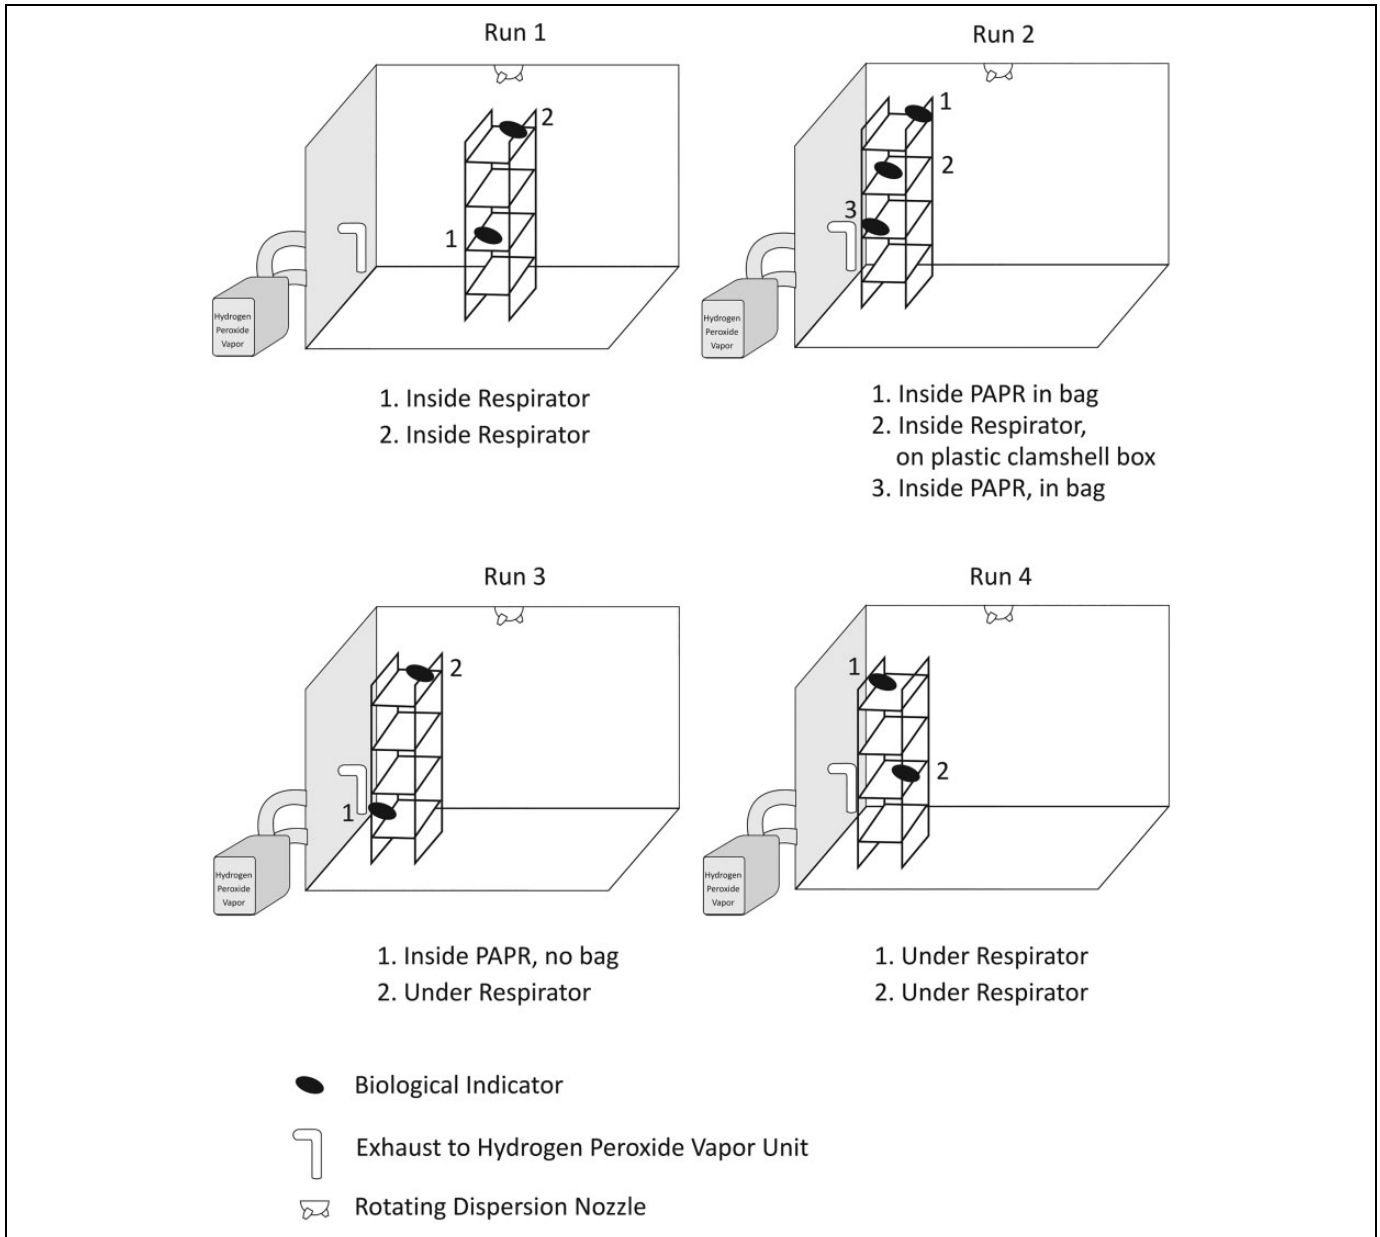 Run 1
2
1
Hydrogen
Peroxide
Vapor
1. Inside Respirator
2. Inside Respirator
Run 2
1
2
3
Hydrogen
Peroxide
Vapor
1. Inside PAPR in bag
2. Inside Respirator,
on plastic clamshell box
3. Inside PAPR, in bag
Run 3
2
1
Hydrogen
Peroxide
Vapor
1. Inside PAPR, no bag
2. Under Respirator
Run 4
1
2
Hydrogen
Peroxide
Vapor
1. Under Respirator
2. Under Respirator
Biological Indicator
Exhaust to Hydrogen Peroxide Vapor Unit
Rotating Dispersion Nozzle